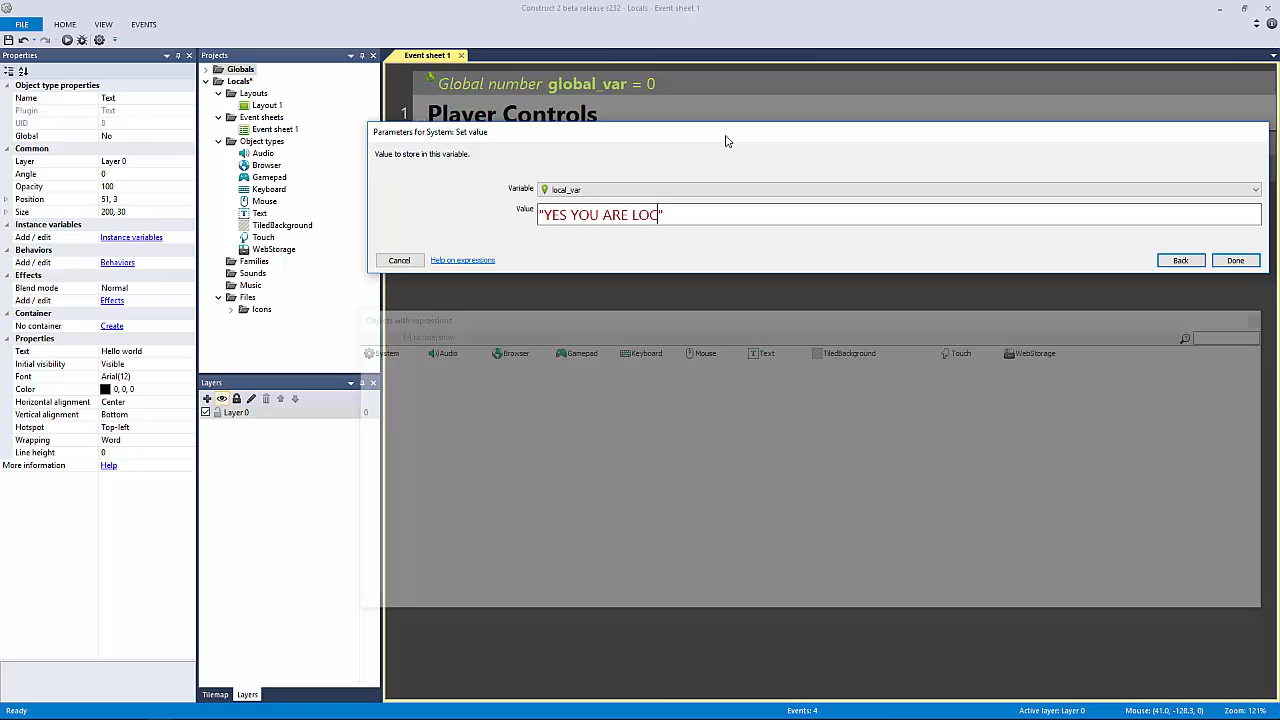 Construct 2 beta release r232 - Locals - Event sheet 1
FILE HOME VIEW EVENTS
Properties
Object type properties
Name Text
Plugin Text
UID 8
Global No
Common
Layer Layer 0
Angle 0
Opacity 100
Position 51, 3
Size 200, 30
Instance variables
Add / edit Instance variables
Behaviors
Add / edit Behaviors
Effects
Blend mode Normal
Add / edit Effects
Container
No container Create
Properties
Text Hello world
Initial visibility Visible
Font Arial(12)
Color 0, 0, 0
Horizontal alignment Center
Vertical alignment Bottom
Hotspot Top-left
Wrapping Word
Line height 0
More information Help
Projects
Globals
Locals*
Layouts
Layout 1
Event sheets
Event sheet 1
Object types
Audio
Browser
Gamepad
Keyboard
Mouse
Text
TiledBackground
Touch
WebStorage
Families
Sounds
Music
Files
Icons
Layers
Layer 0 0
Tilemap Layers
Event sheet 1
Global number global_var = 0
1 Player Controls
Parameters for System: Set value
Value to store in this variable.
Variable local_var
Value "YES YOU ARE LOC"
Cancel Help on expressions Back Done
Objects with expressions
System Audio Browser Gamepad Keyboard Mouse Text TiledBackground Touch WebStorage
Ready Events: 4 Active layer: Layer 0 Mouse: (41.0, -128.3, 0) Zoom: 121%